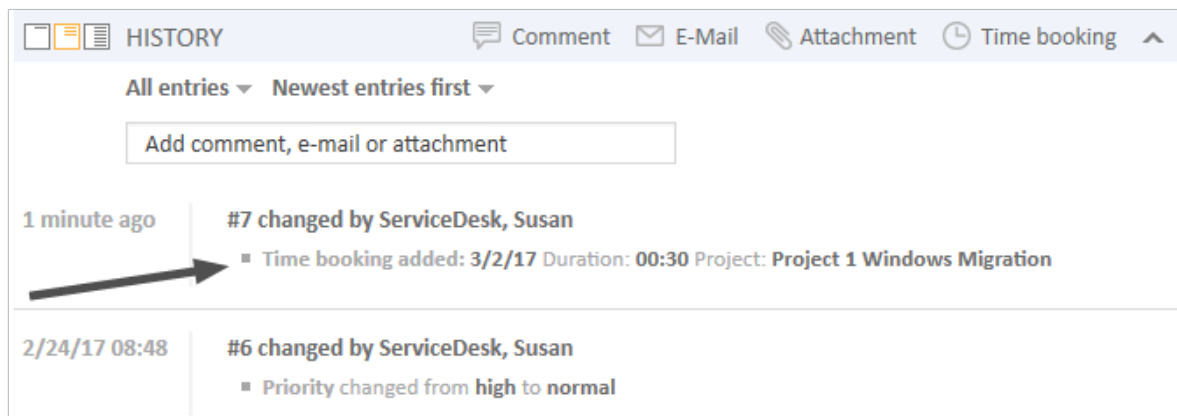 HISTORY Comment E-Mail Attachment Time booking
All entries Newest entries first
Add comment, e-mail or attachment
1 minute ago #7 changed by ServiceDesk, Susan
Time booking added: 3/2/17 Duration: 00:30 Project: Project 1 Windows Migration
2/24/17 08:48 #6 changed by ServiceDesk, Susan
Priority changed from high to normal